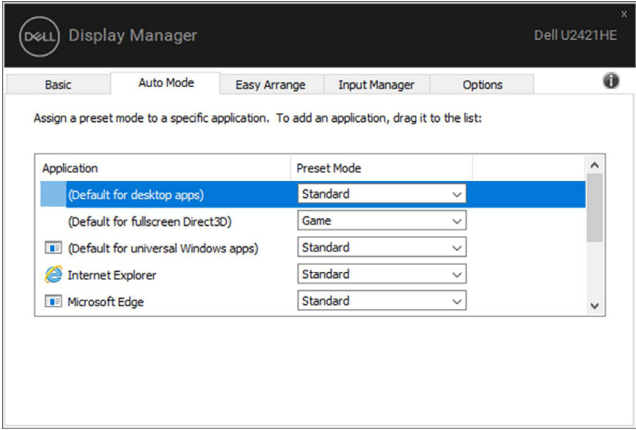 x
DELL Display Manager Dell U2421HE
Basic Auto Mode Easy Arrange Input Manager Options
Assign a preset mode to a specific application. To add an application, drag it to the list:
Application Preset Mode
(Default for desktop apps) Standard
(Default for fullscreen Direct3D) Game
(Default for universal Windows apps) Standard
Internet Explorer Standard
Microsoft Edge Standard